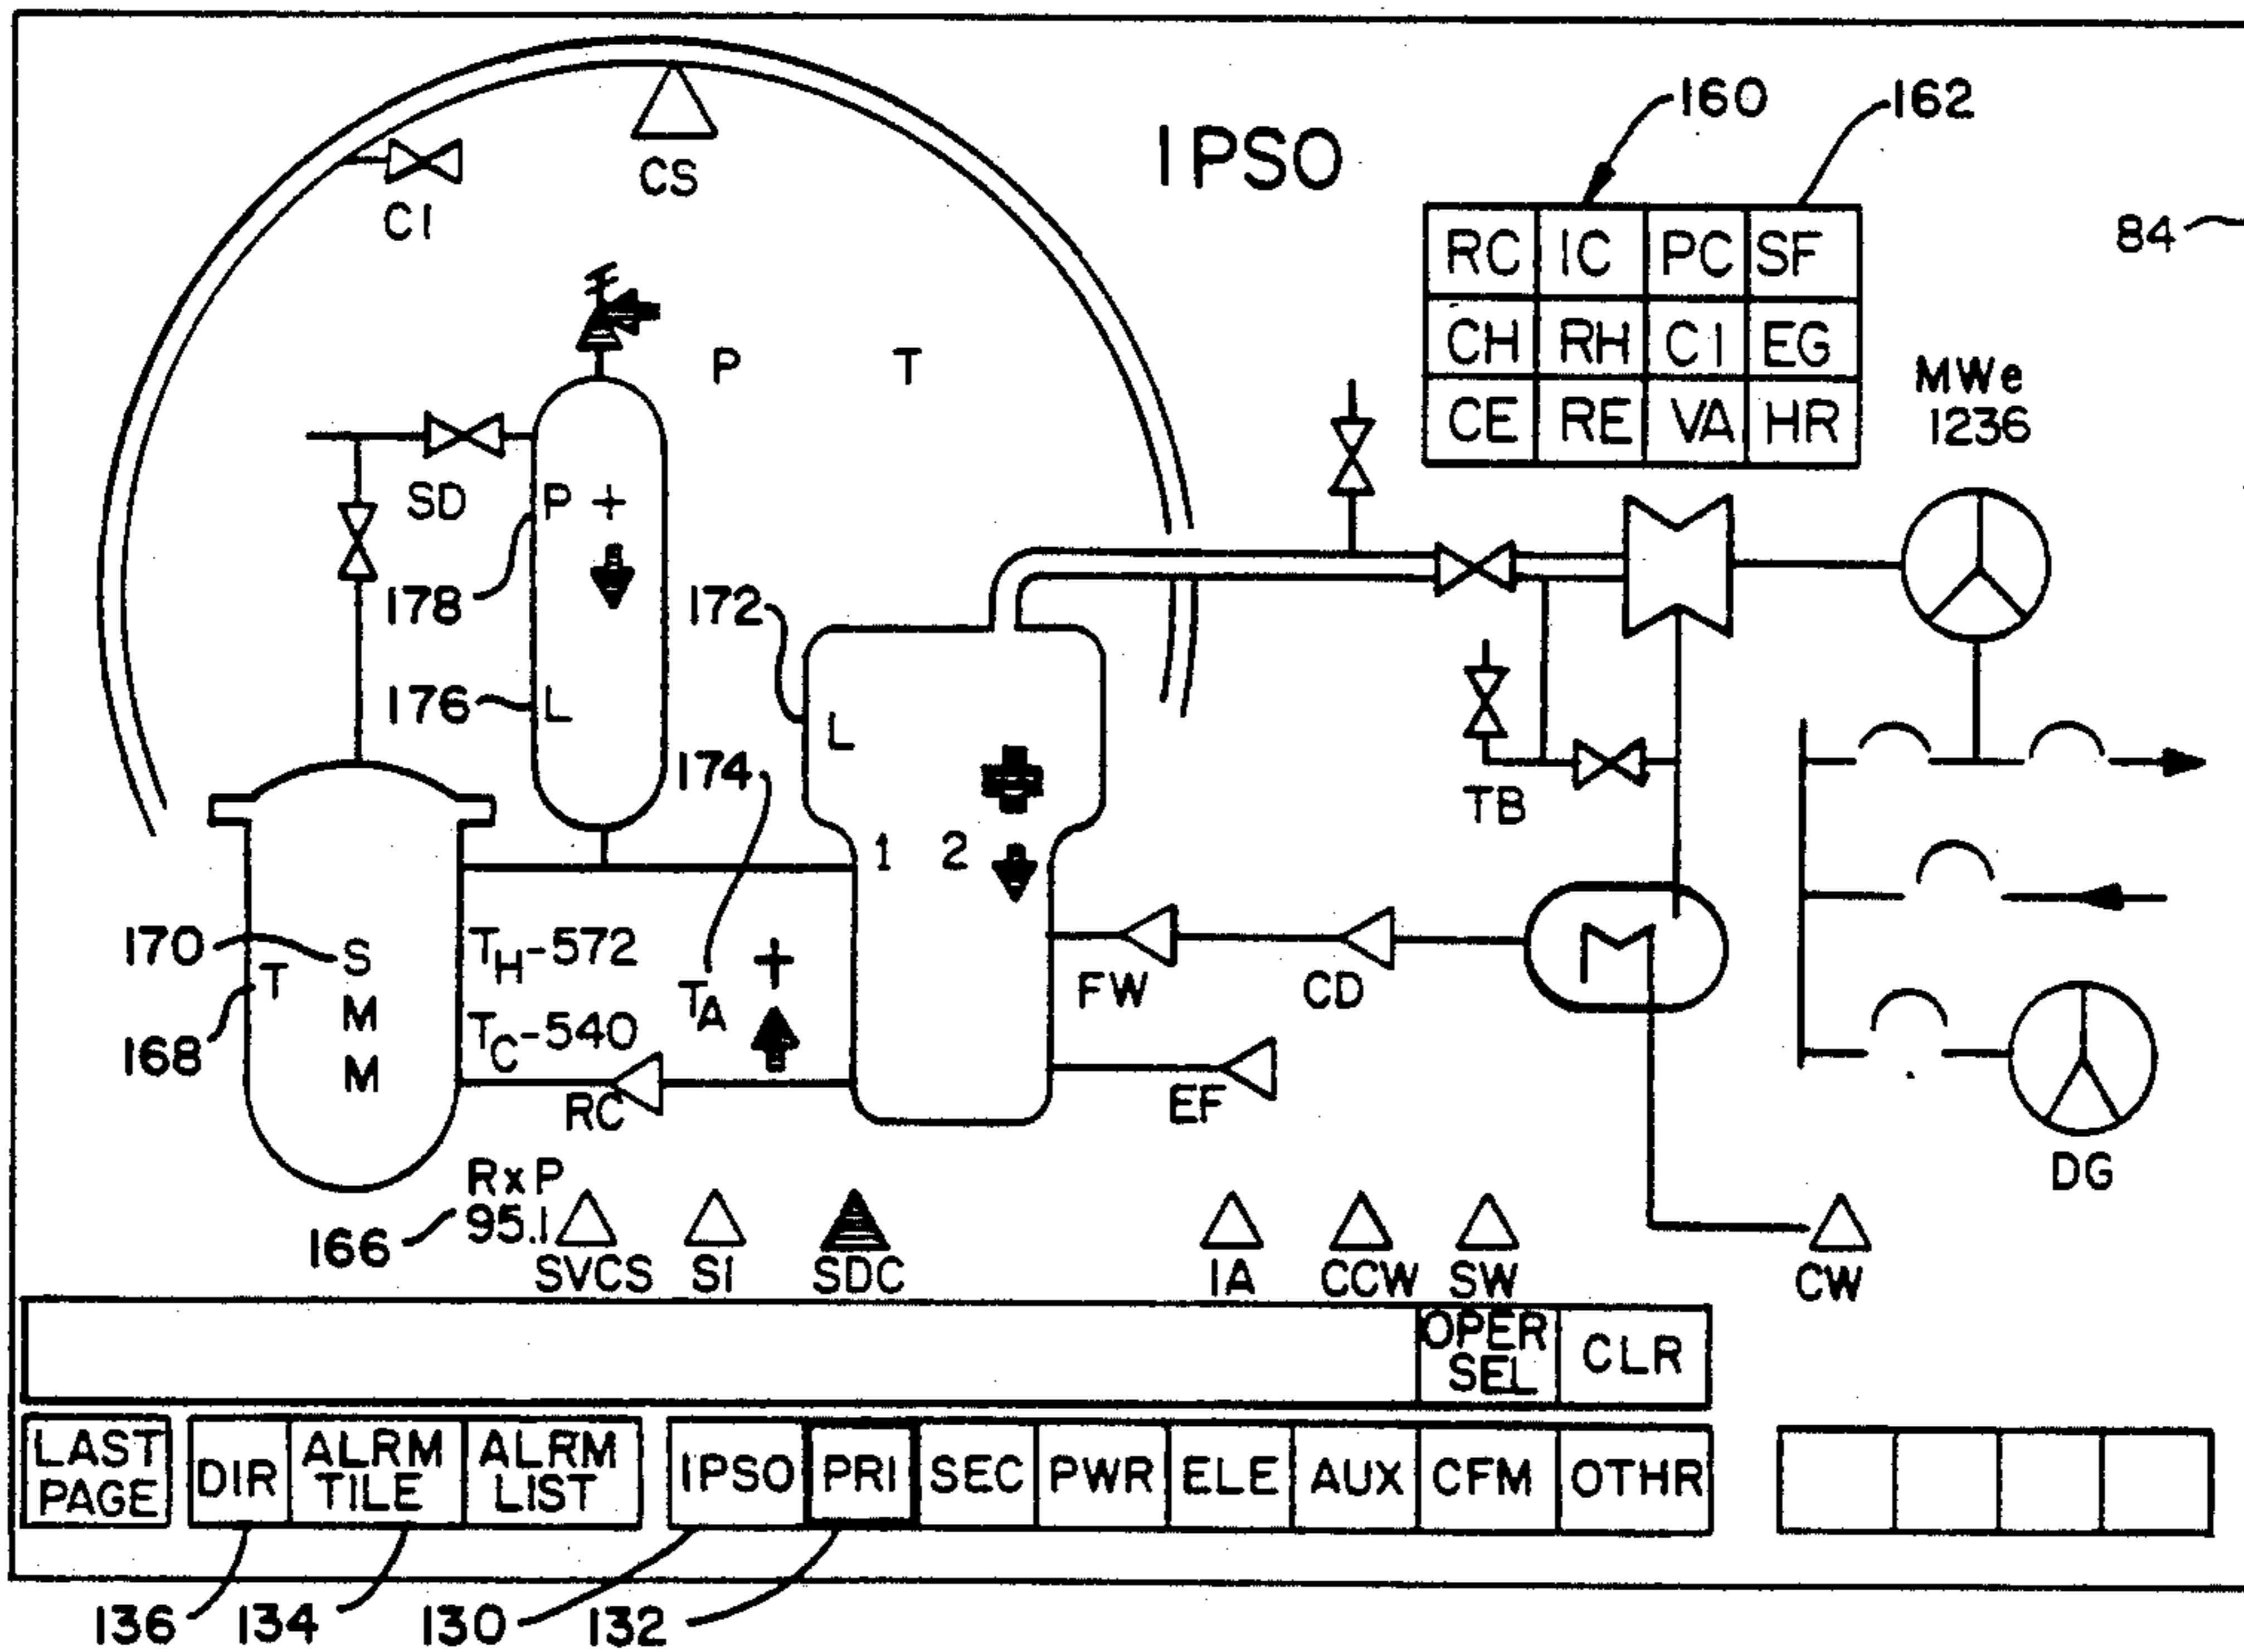 160
162
CS
IPSO
CI
84
RC IC PC SF
CH RH CI EG
CE RE VA HR
P T
MWe
1236
SD
P +
178
172
176
L
L
174
TB
1 2
170
S
T
M
M
168
TH-572
TC-540
TA
+
FW
CD
RC
EF
DG
RxP
95.1
166
SVCS SI SDC IA CCW SW CW
OPER
SEL
CLR
LAST
PAGE
DIR
ALRM
TILE
ALRM
LIST
IPSO PRI SEC PWR ELE AUX CFM OTHR
136 134 130 132